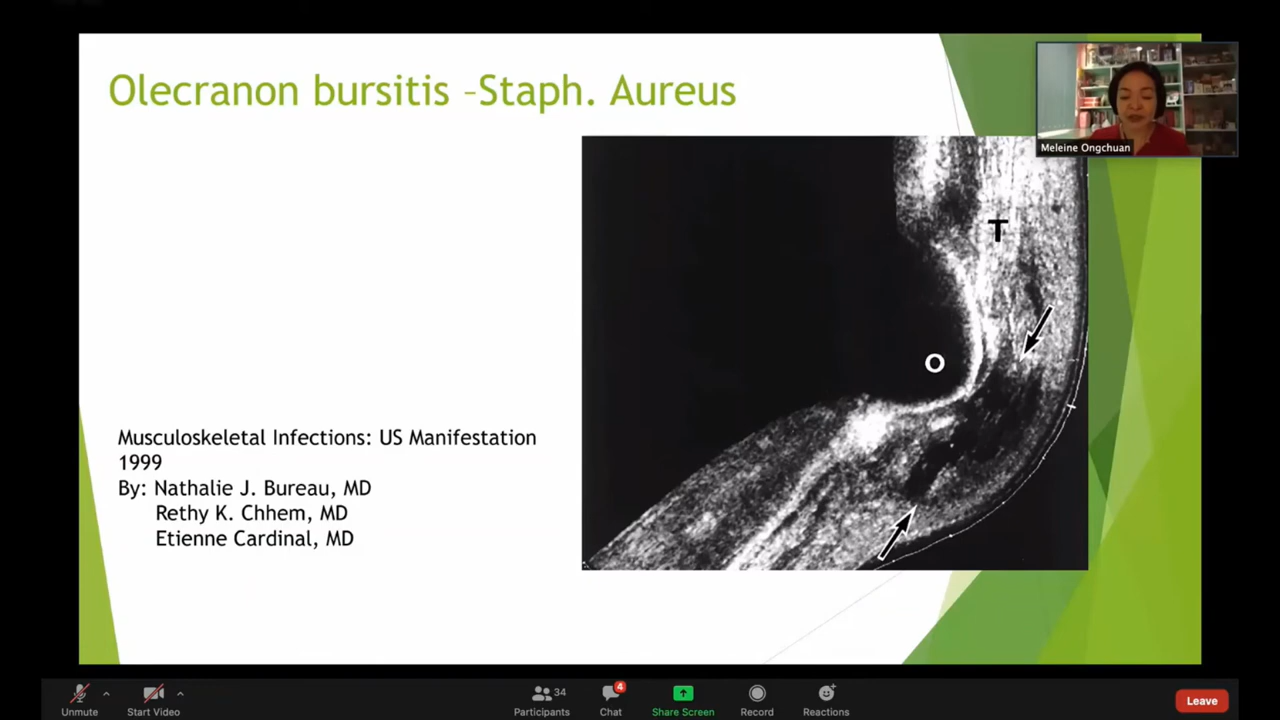 Olecranon bursitis –Staph. Aureus
Meleine Ongchuan
T
O
Musculoskeletal Infections: US Manifestation
1999
By: Nathalie J. Bureau, MD
Rethy K. Chhem, MD
Etienne Cardinal, MD
Unmute
Start Video
34
Participants
4
Chat
Share Screen
Record
Reactions
Leave